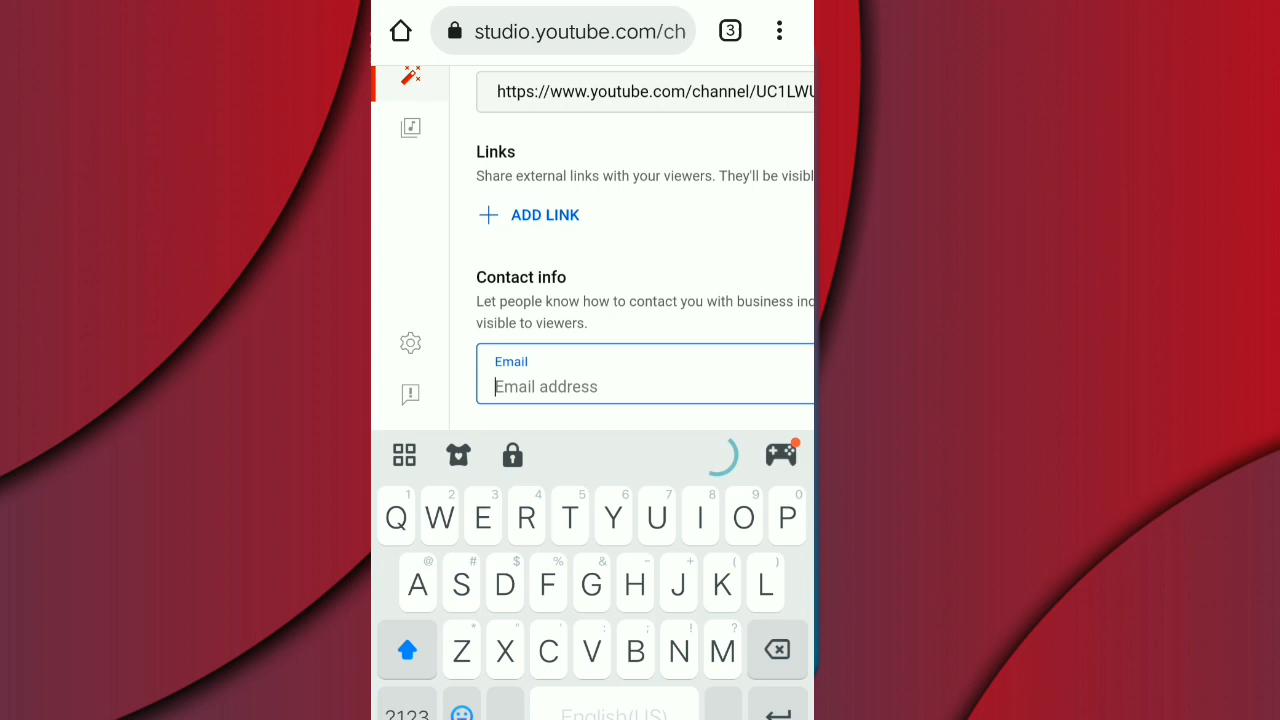 studio.youtube.com/ch
3
https://www.youtube.com/channel/UC1LWU
Links
Share external links with your viewers. They'll be visibl
ADD LINK
Contact info
Let people know how to contact you with business inq
visible to viewers.
Email
Email address
1 2 3 4 5 6 7 8 9 0
Q W E R T Y U I O P
@ # $ % & - + ( )
A S D F G H J K L
* " ' : ; ! ?
Z X C V B N M
?123 English(US)